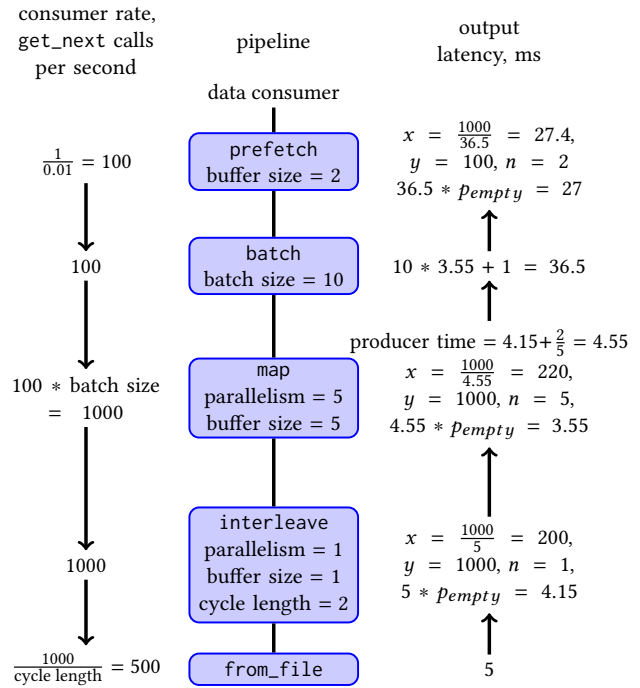 consumer rate,
get_next calls
per second
pipeline
output
latency, ms
data consumer
1/0.01 = 100
prefetch
buffer size = 2
x = 1000/36.5 = 27.4,
y = 100, n = 2
36.5 * p_empty = 27
100
batch
batch size = 10
10 * 3.55 + 1 = 36.5
producer time = 4.15+2/5 = 4.55
100 * batch size
= 1000
map
parallelism = 5
buffer size = 5
x = 1000/4.55 = 220,
y = 1000, n = 5,
4.55 * p_empty = 3.55
1000
interleave
parallelism = 1
buffer size = 1
cycle length = 2
x = 1000/5 = 200,
y = 1000, n = 1,
5 * p_empty = 4.15
1000/cycle length = 500
from_file
5